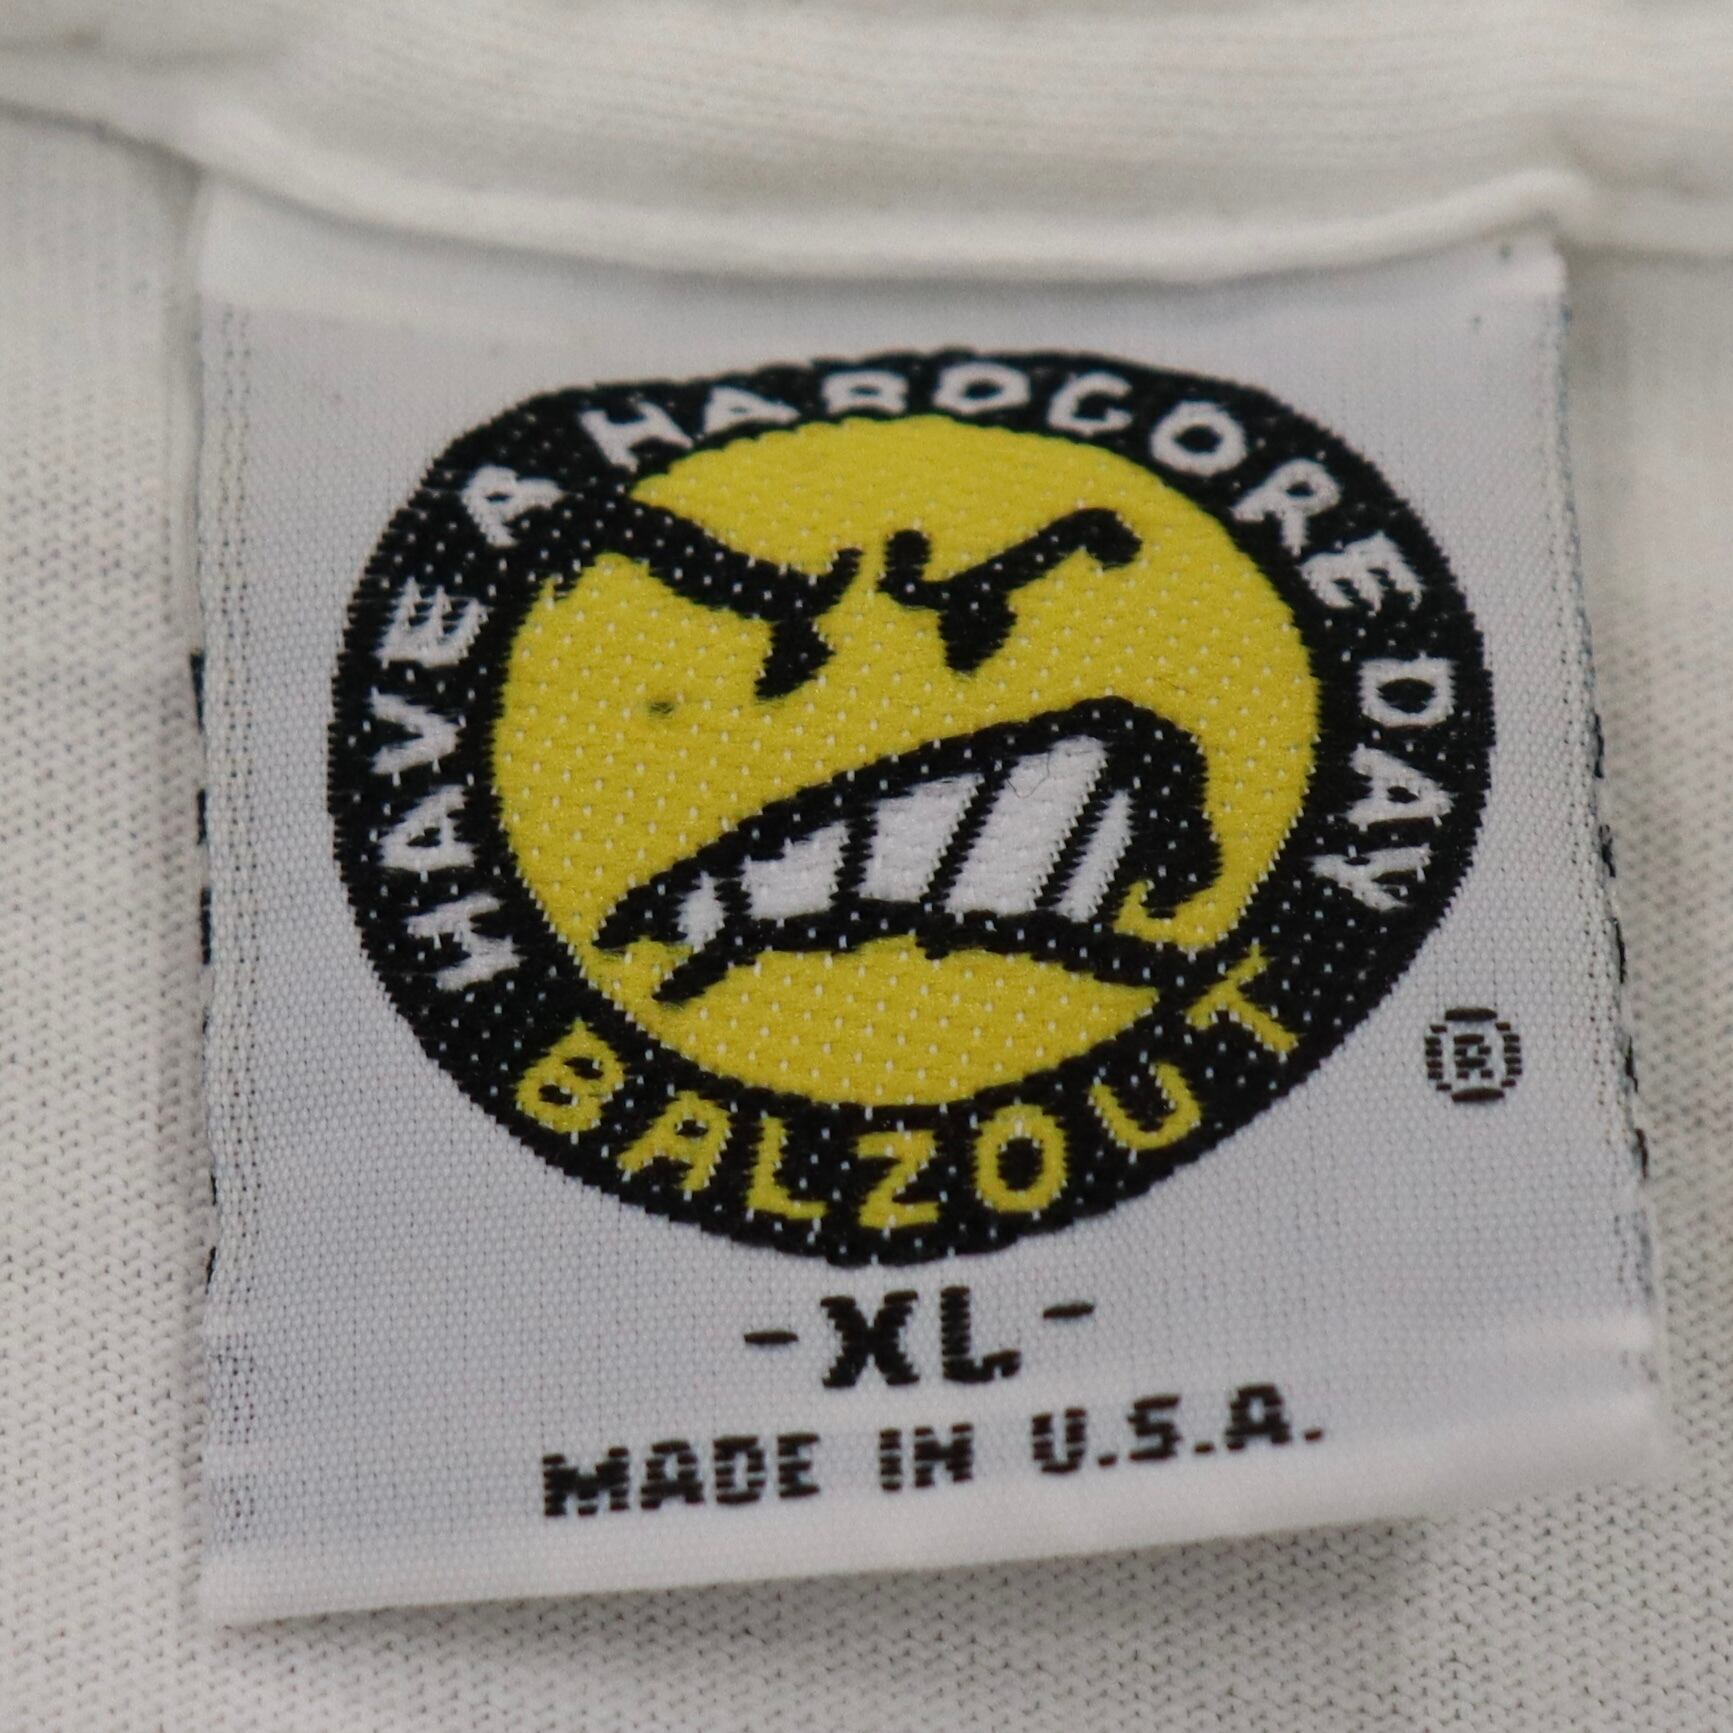 HAVE A HARDCORE DAY
BALZOUT
®
-XL-
MADE IN U.S.A.